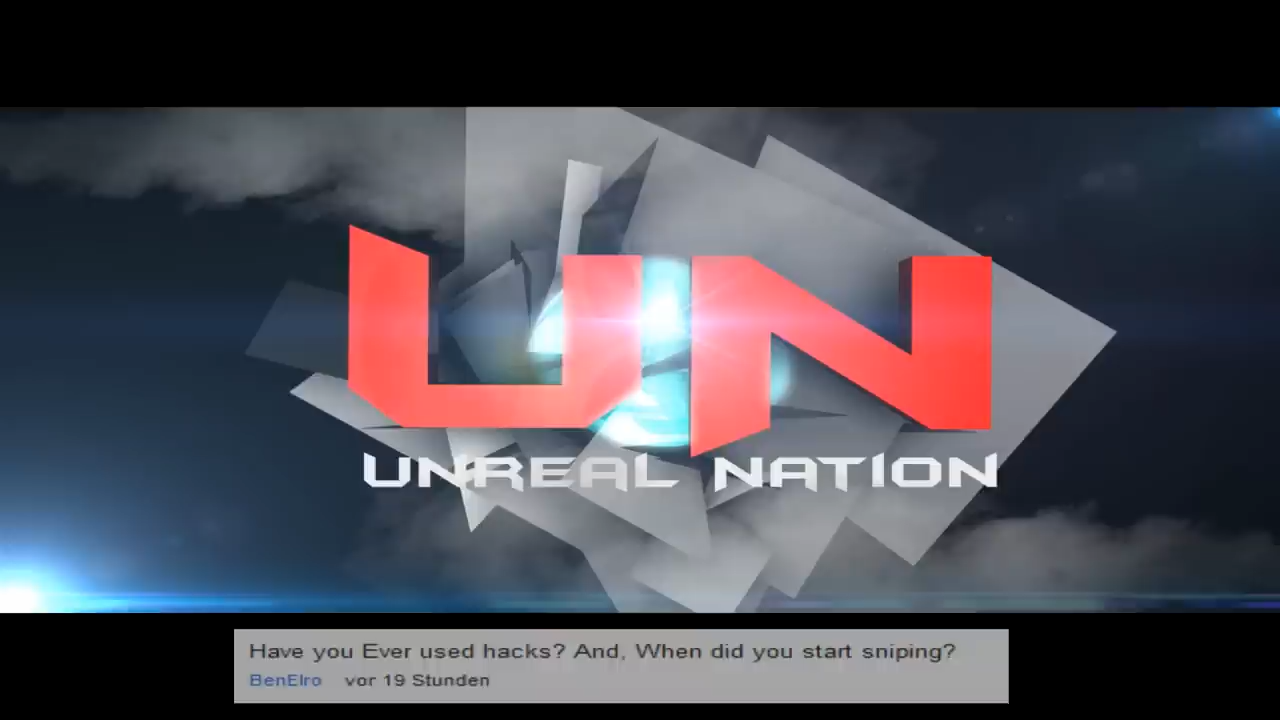 UN
UNREAL NATION
Have you Ever used hacks? And, When did you start sniping?
BenElro vor 19 Stunden